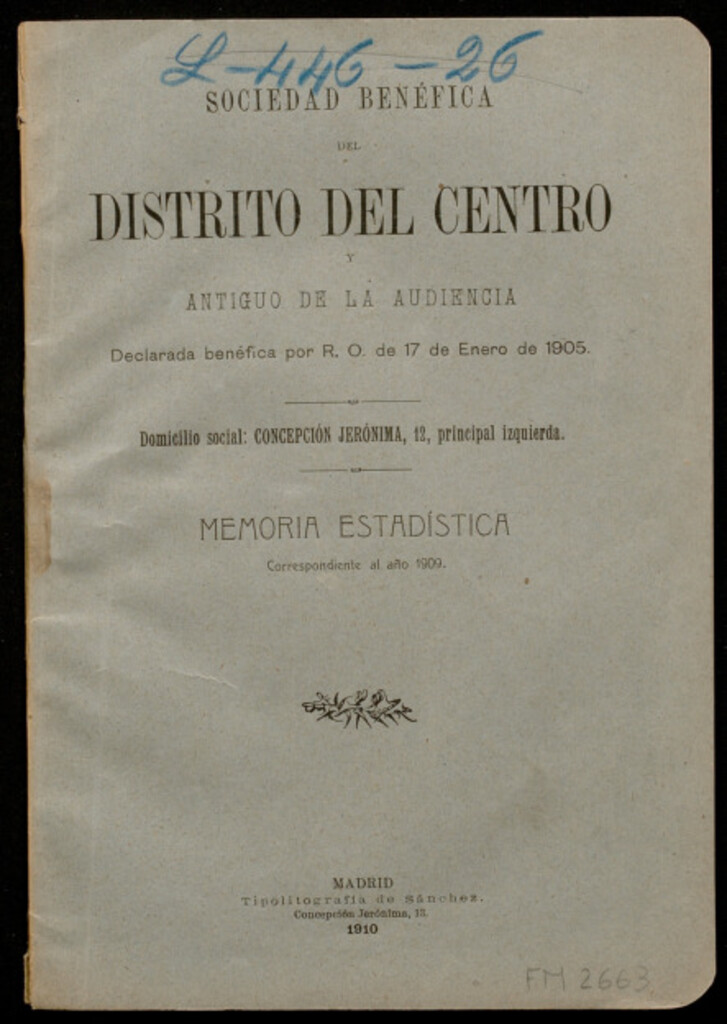 L-446-26
SOCIEDAD BENÉFICA
DEL
DISTRITO DEL CENTRO
Y
ANTIGUO DE LA AUDIENCIA
Declarada benéfica por R. O. de 17 de Enero de 1905.
Domicilio social: CONCEPCIÓN JERÓNIMA, 12, principal izquierda.
MEMORIA ESTADÍSTICA
Correspondiente al año 1909.
MADRID
Tipolitografía de Sánchez.
Concepción Jerónima, 13.
1910
FM 2663